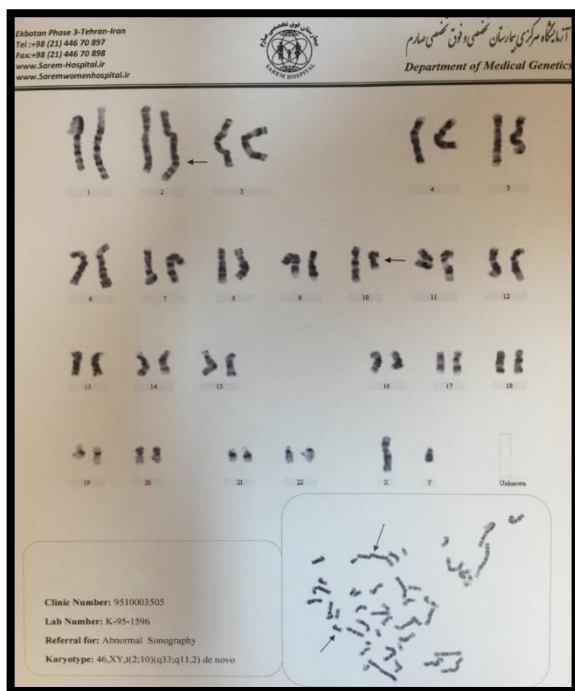 Ekbatan Phase 3-Tehran-Iran
Tel :+98 (21) 446 70 897
Fax:+98 (21) 446 70 898
www.Sarem-Hospital.ir
www.Saremwomenhospital.ir
SAREM HOSPITAL
آزمایشگاه مرکزی بیمارستان تخصصی و فوق تخصصی صارم
Department of Medical Genetics
1 2 3 4 5
6 7 8 9 10 11 12
13 14 15 16 17 18
19 20 21 22 X Y Unknown
Clinic Number: 9510003505
Lab Number: K-95-1596
Referral for: Abnormal Sonography
Karyotype: 46,XY,t(2;10)(q33;q11.2) de novo